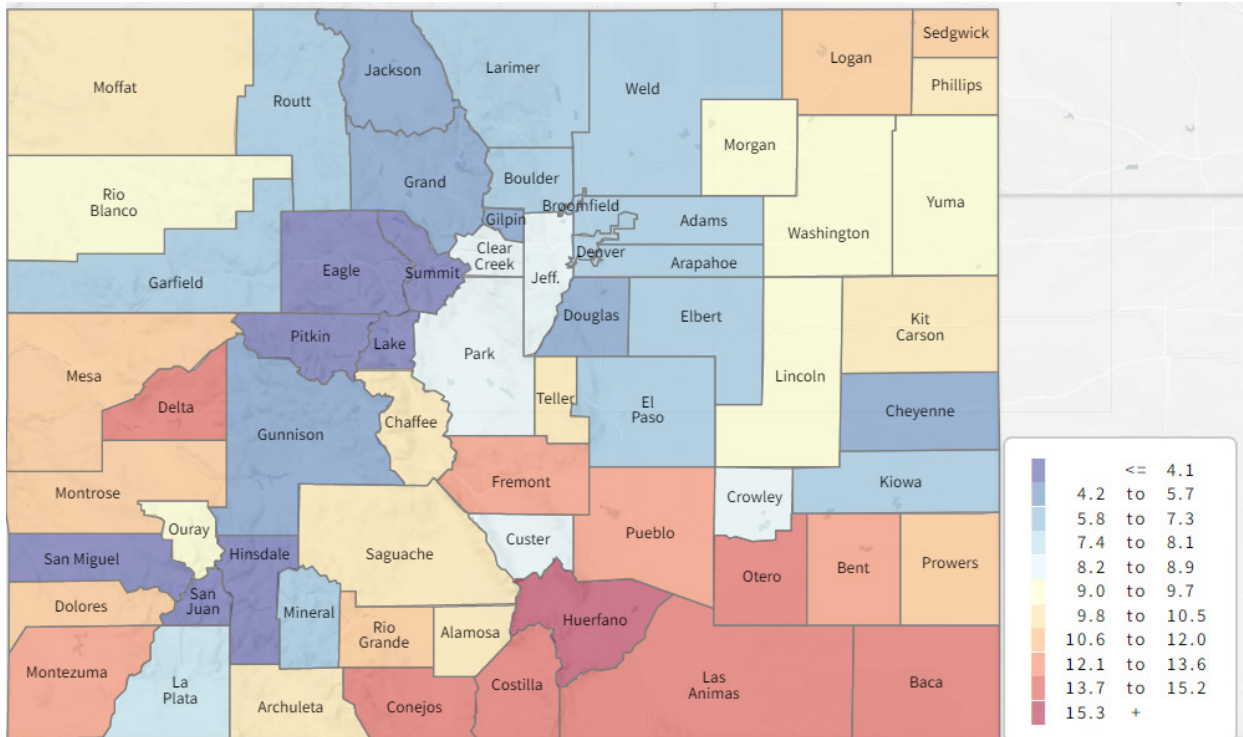 Moffat
Routt
Jackson
Larimer
Weld
Logan
Sedgwick
Phillips
Morgan
Rio
Blanco
Grand
Boulder
Broomfield
Gilpin
Adams
Washington
Yuma
Garfield
Eagle
Summit
Clear
Creek
Jeff.
Denver
Arapahoe
Pitkin
Lake
Park
Douglas
Elbert
Lincoln
Kit
Carson
Mesa
Delta
Gunnison
Chaffee
Teller
El
Paso
Cheyenne
Montrose
Ouray
Fremont
Pueblo
Crowley
Kiowa
San Miguel
San
Juan
Hinsdale
Saguache
Custer
Otero
Bent
Prowers
Dolores
Mineral
Rio
Grande
Alamosa
Huerfano
Montezuma
La
Plata
Archuleta
Conejos
Costilla
Las
Animas
Baca
<= 4.1
4.2 to 5.7
5.8 to 7.3
7.4 to 8.1
8.2 to 8.9
9.0 to 9.7
9.8 to 10.5
10.6 to 12.0
12.1 to 13.6
13.7 to 15.2
15.3 +